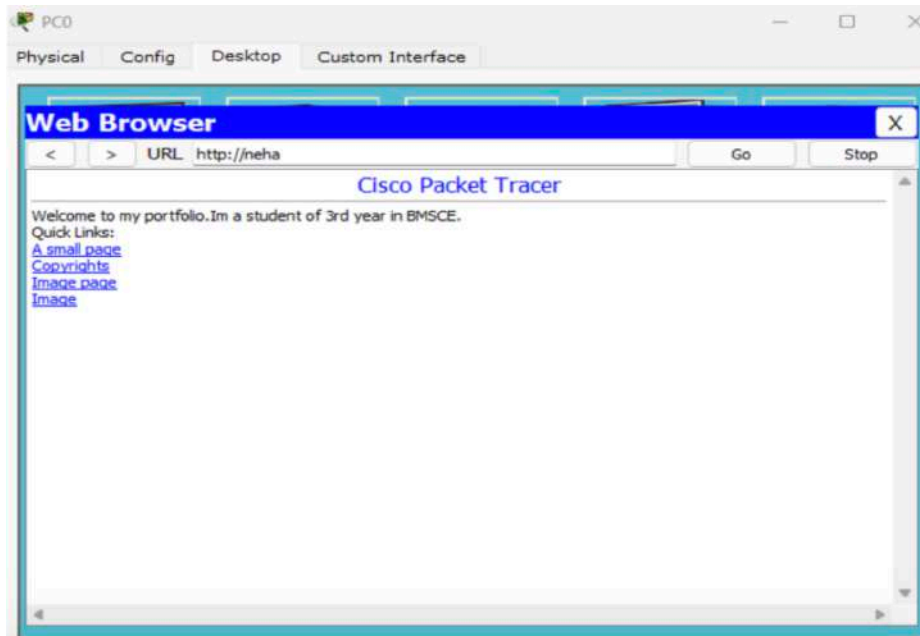 PC0
Physical Config Desktop Custom Interface
Web Browser X
< > URL http://neha Go Stop
Cisco Packet Tracer
Welcome to my portfolio.Im a student of 3rd year in BMSCE.
Quick Links:
A small page
Copyrights
Image page
Image